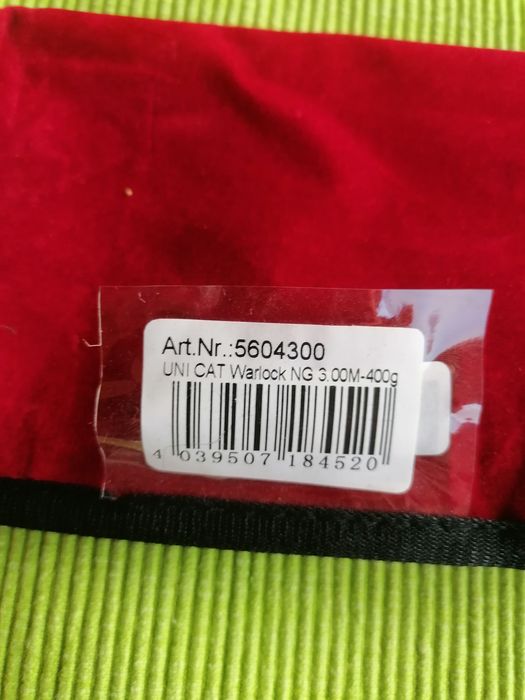 Art.Nr.:5604300
UNI CAT Warlock NG 3.00M-400g
4 039507 184520